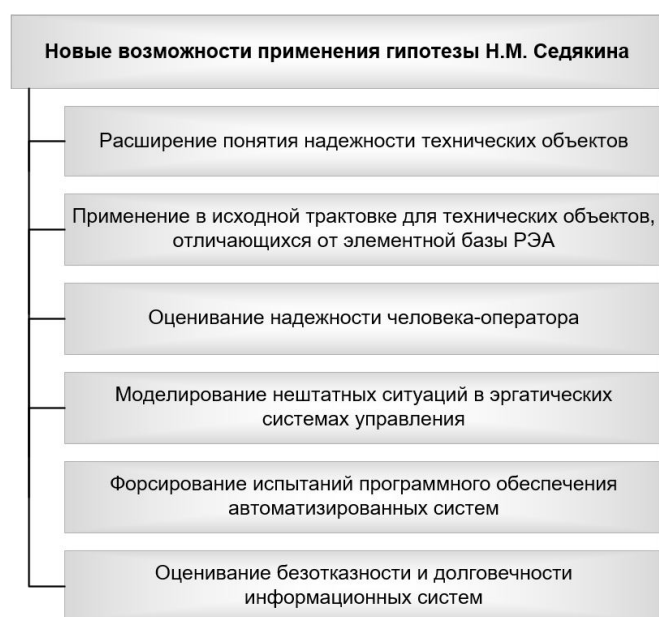 Новые возможности применения гипотезы Н.М. Седякина
Расширение понятия надежности технических объектов
Применение в исходной трактовке для технических объектов,
отличающихся от элементной базы РЭА
Оценивание надежности человека-оператора
Моделирование нештатных ситуаций в эргатических
системах управления
Форсирование испытаний программного обеспечения
автоматизированных систем
Оценивание безотказности и долговечности
информационных систем